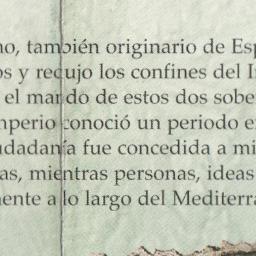 no, también originario de Esp
os y redujo los confines del I
el mando de estos dos sobe
mperio conoció un periodo e
udadanía fue concedida a mi
as, mientras personas, ideas
mente a lo largo del Mediterra